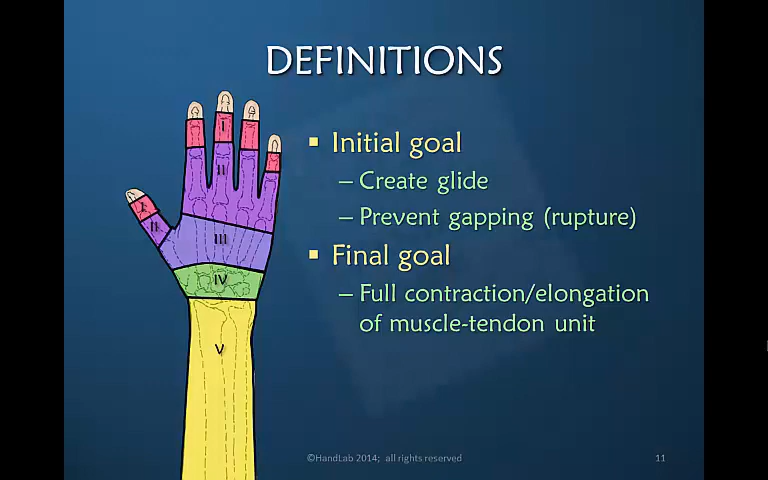 DEFINITIONS
▪ Initial goal
– Create glide
– Prevent gapping (rupture)
▪ Final goal
– Full contraction/elongation
of muscle-tendon unit
I
II
I
II
III
IV
V
©HandLab 2014; all rights reserved
11